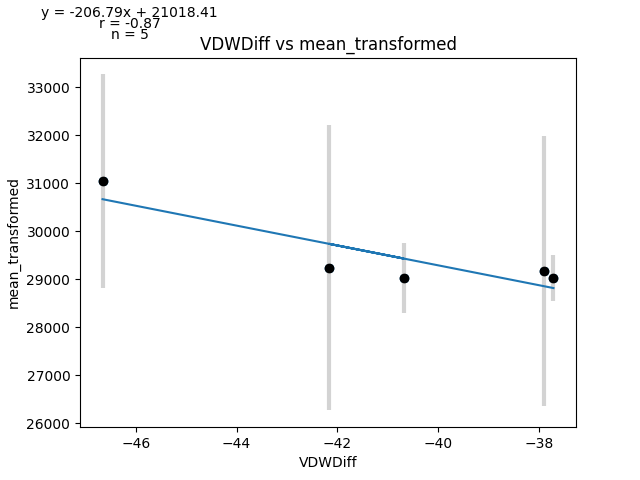 y = -206.79x + 21018.41
r = -0.87
n = 5
VDWDiff vs mean_transformed
33000
32000
31000
30000
29000
28000
27000
26000
mean_transformed
−46
−44
−42
−40
−38
VDWDiff